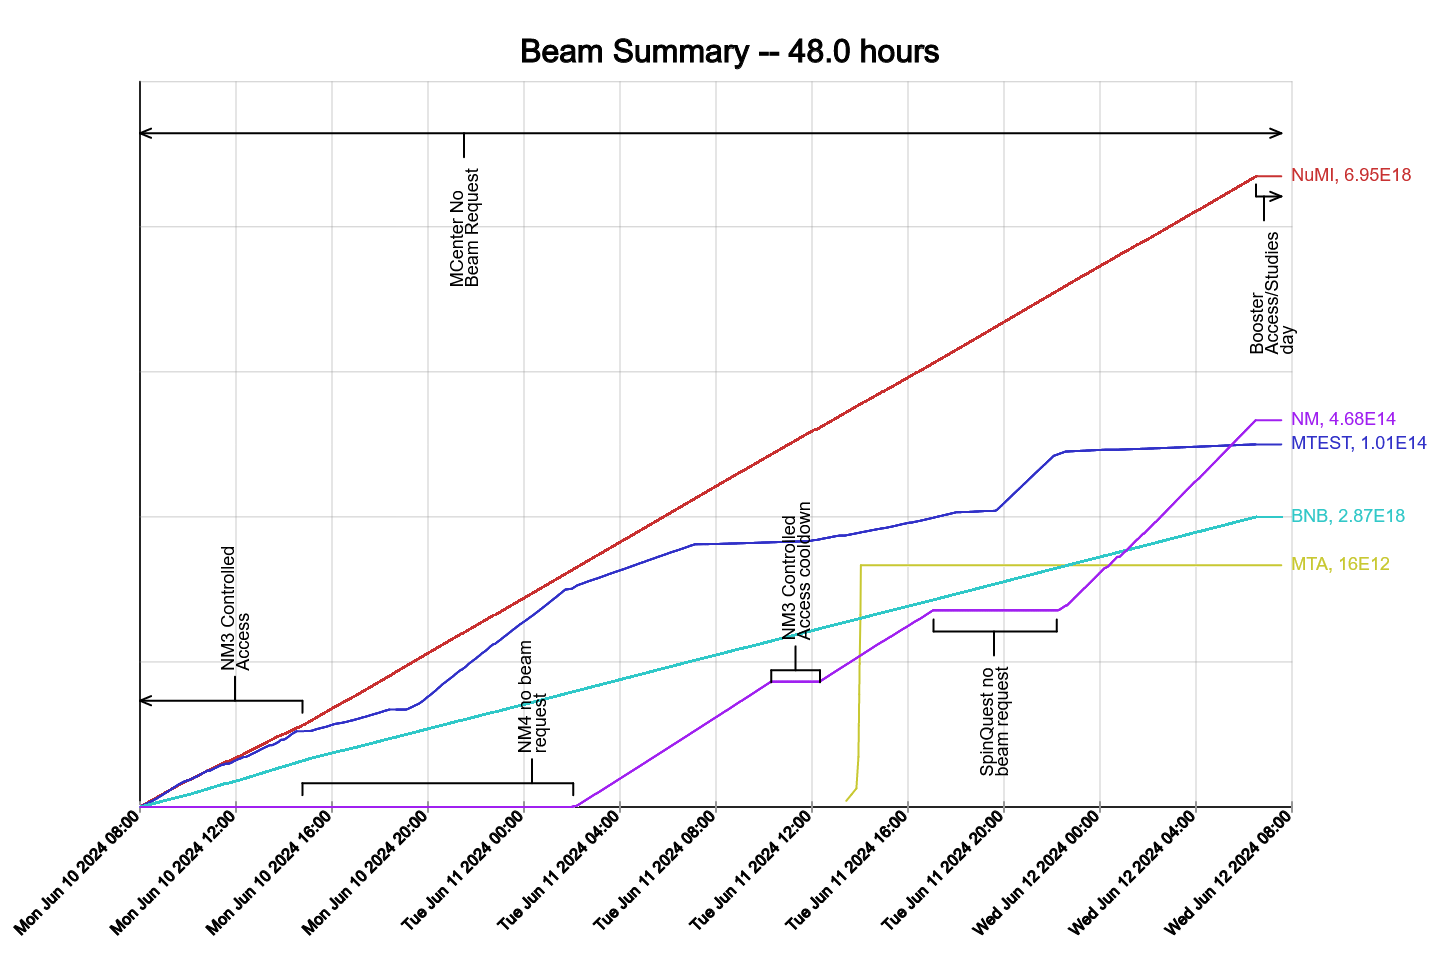 Beam Summary -- 48.0 hours
MCenter No
Beam Request
NuMI, 6.95E18
Booster
Access/Studies
day
NM, 4.68E14
MTEST, 1.01E14
BNB, 2.87E18
MTA, 16E12
NM3 Controlled
Access
NM4 no beam
request
NM3 Controlled
Access cooldown
SpinQuest no
beam request
Mon Jun 10 2024 08:00
Mon Jun 10 2024 12:00
Mon Jun 10 2024 16:00
Mon Jun 10 2024 20:00
Tue Jun 11 2024 00:00
Tue Jun 11 2024 04:00
Tue Jun 11 2024 08:00
Tue Jun 11 2024 12:00
Tue Jun 11 2024 16:00
Tue Jun 11 2024 20:00
Wed Jun 12 2024 00:00
Wed Jun 12 2024 04:00
Wed Jun 12 2024 08:00